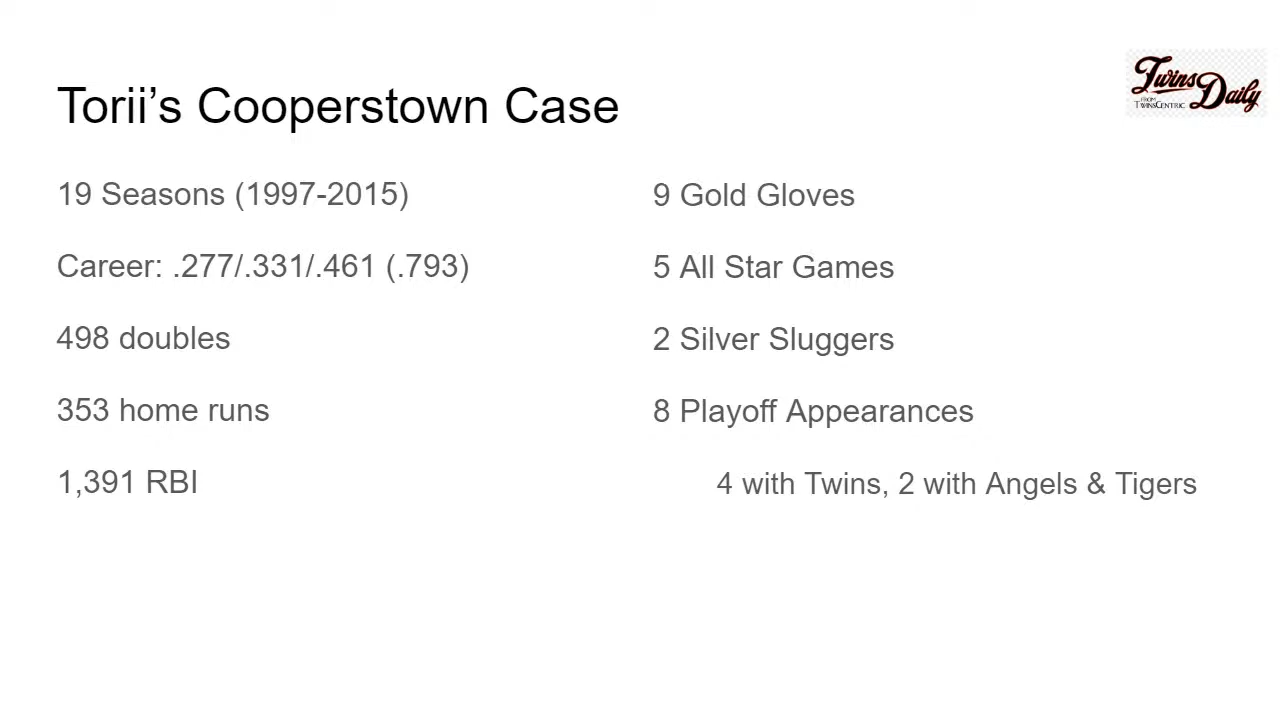 Torii’s Cooperstown Case
Twins
Daily
FROM
TWINSCENTRIC
19 Seasons (1997-2015)
Career: .277/.331/.461 (.793)
498 doubles
353 home runs
1,391 RBI
9 Gold Gloves
5 All Star Games
2 Silver Sluggers
8 Playoff Appearances
4 with Twins, 2 with Angels & Tigers